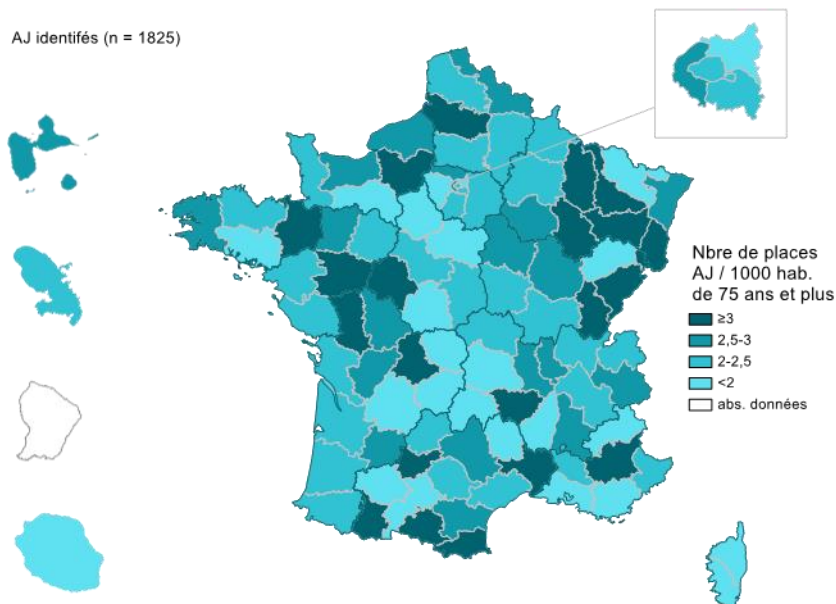 AJ identifés (n = 1825)
Nbre de places
AJ / 1000 hab.
de 75 ans et plus
≥3
2,5-3
2-2,5
<2
abs. données